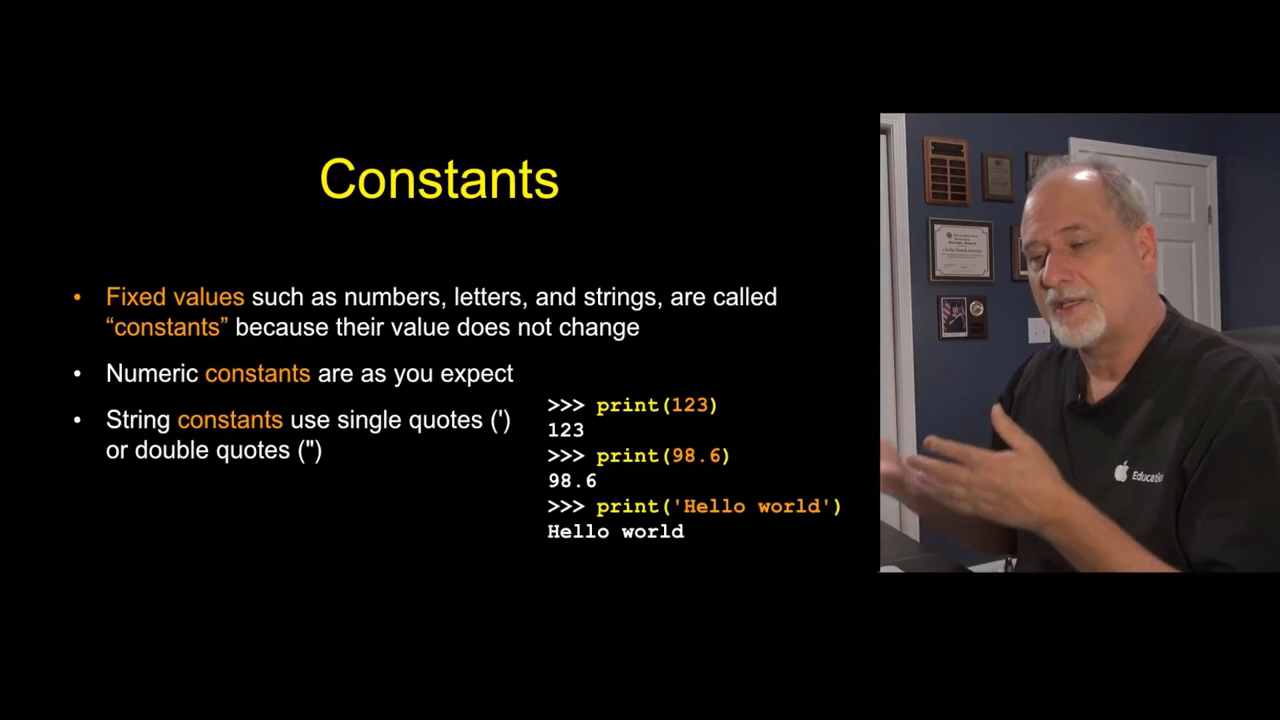 Constants
• Fixed values such as numbers, letters, and strings, are called
“constants” because their value does not change
• Numeric constants are as you expect
• String constants use single quotes (')
or double quotes (")
>>> print(123)
123
>>> print(98.6)
98.6
>>> print('Hello world')
Hello world
Education